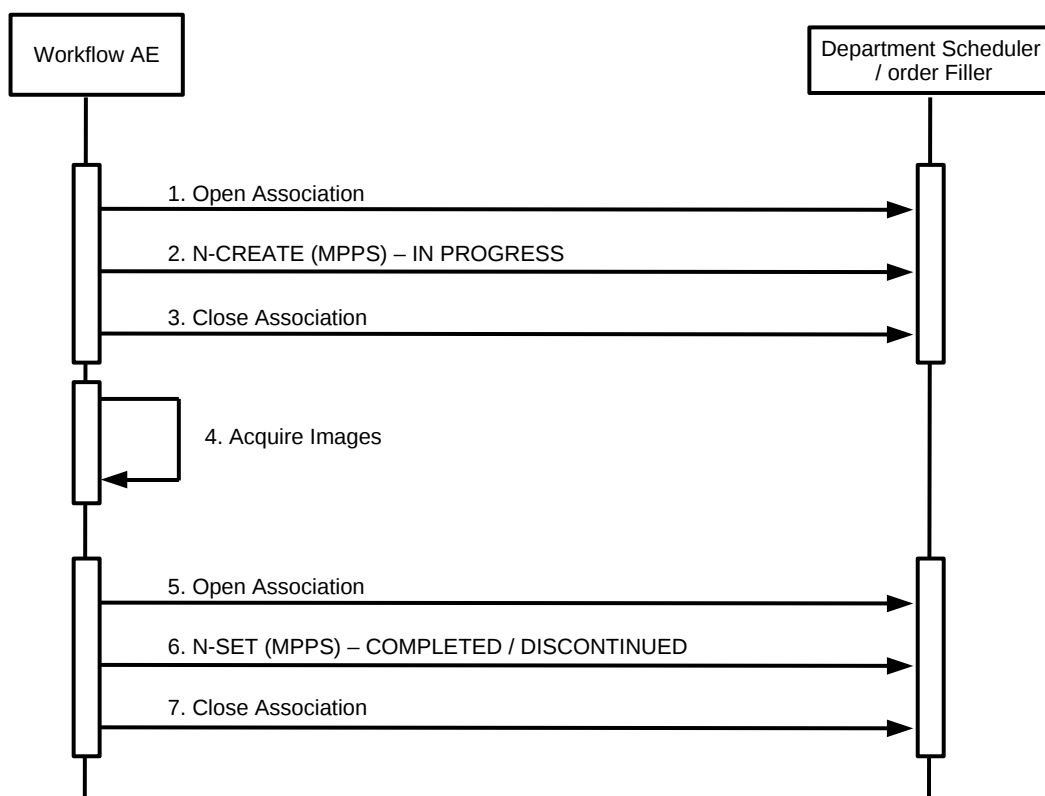 Workflow AE
Department Scheduler
/ order Filler
1. Open Association
2. N-CREATE (MPPS) – IN PROGRESS
3. Close Association
4. Acquire Images
5. Open Association
6. N-SET (MPPS) – COMPLETED / DISCONTINUED
7. Close Association